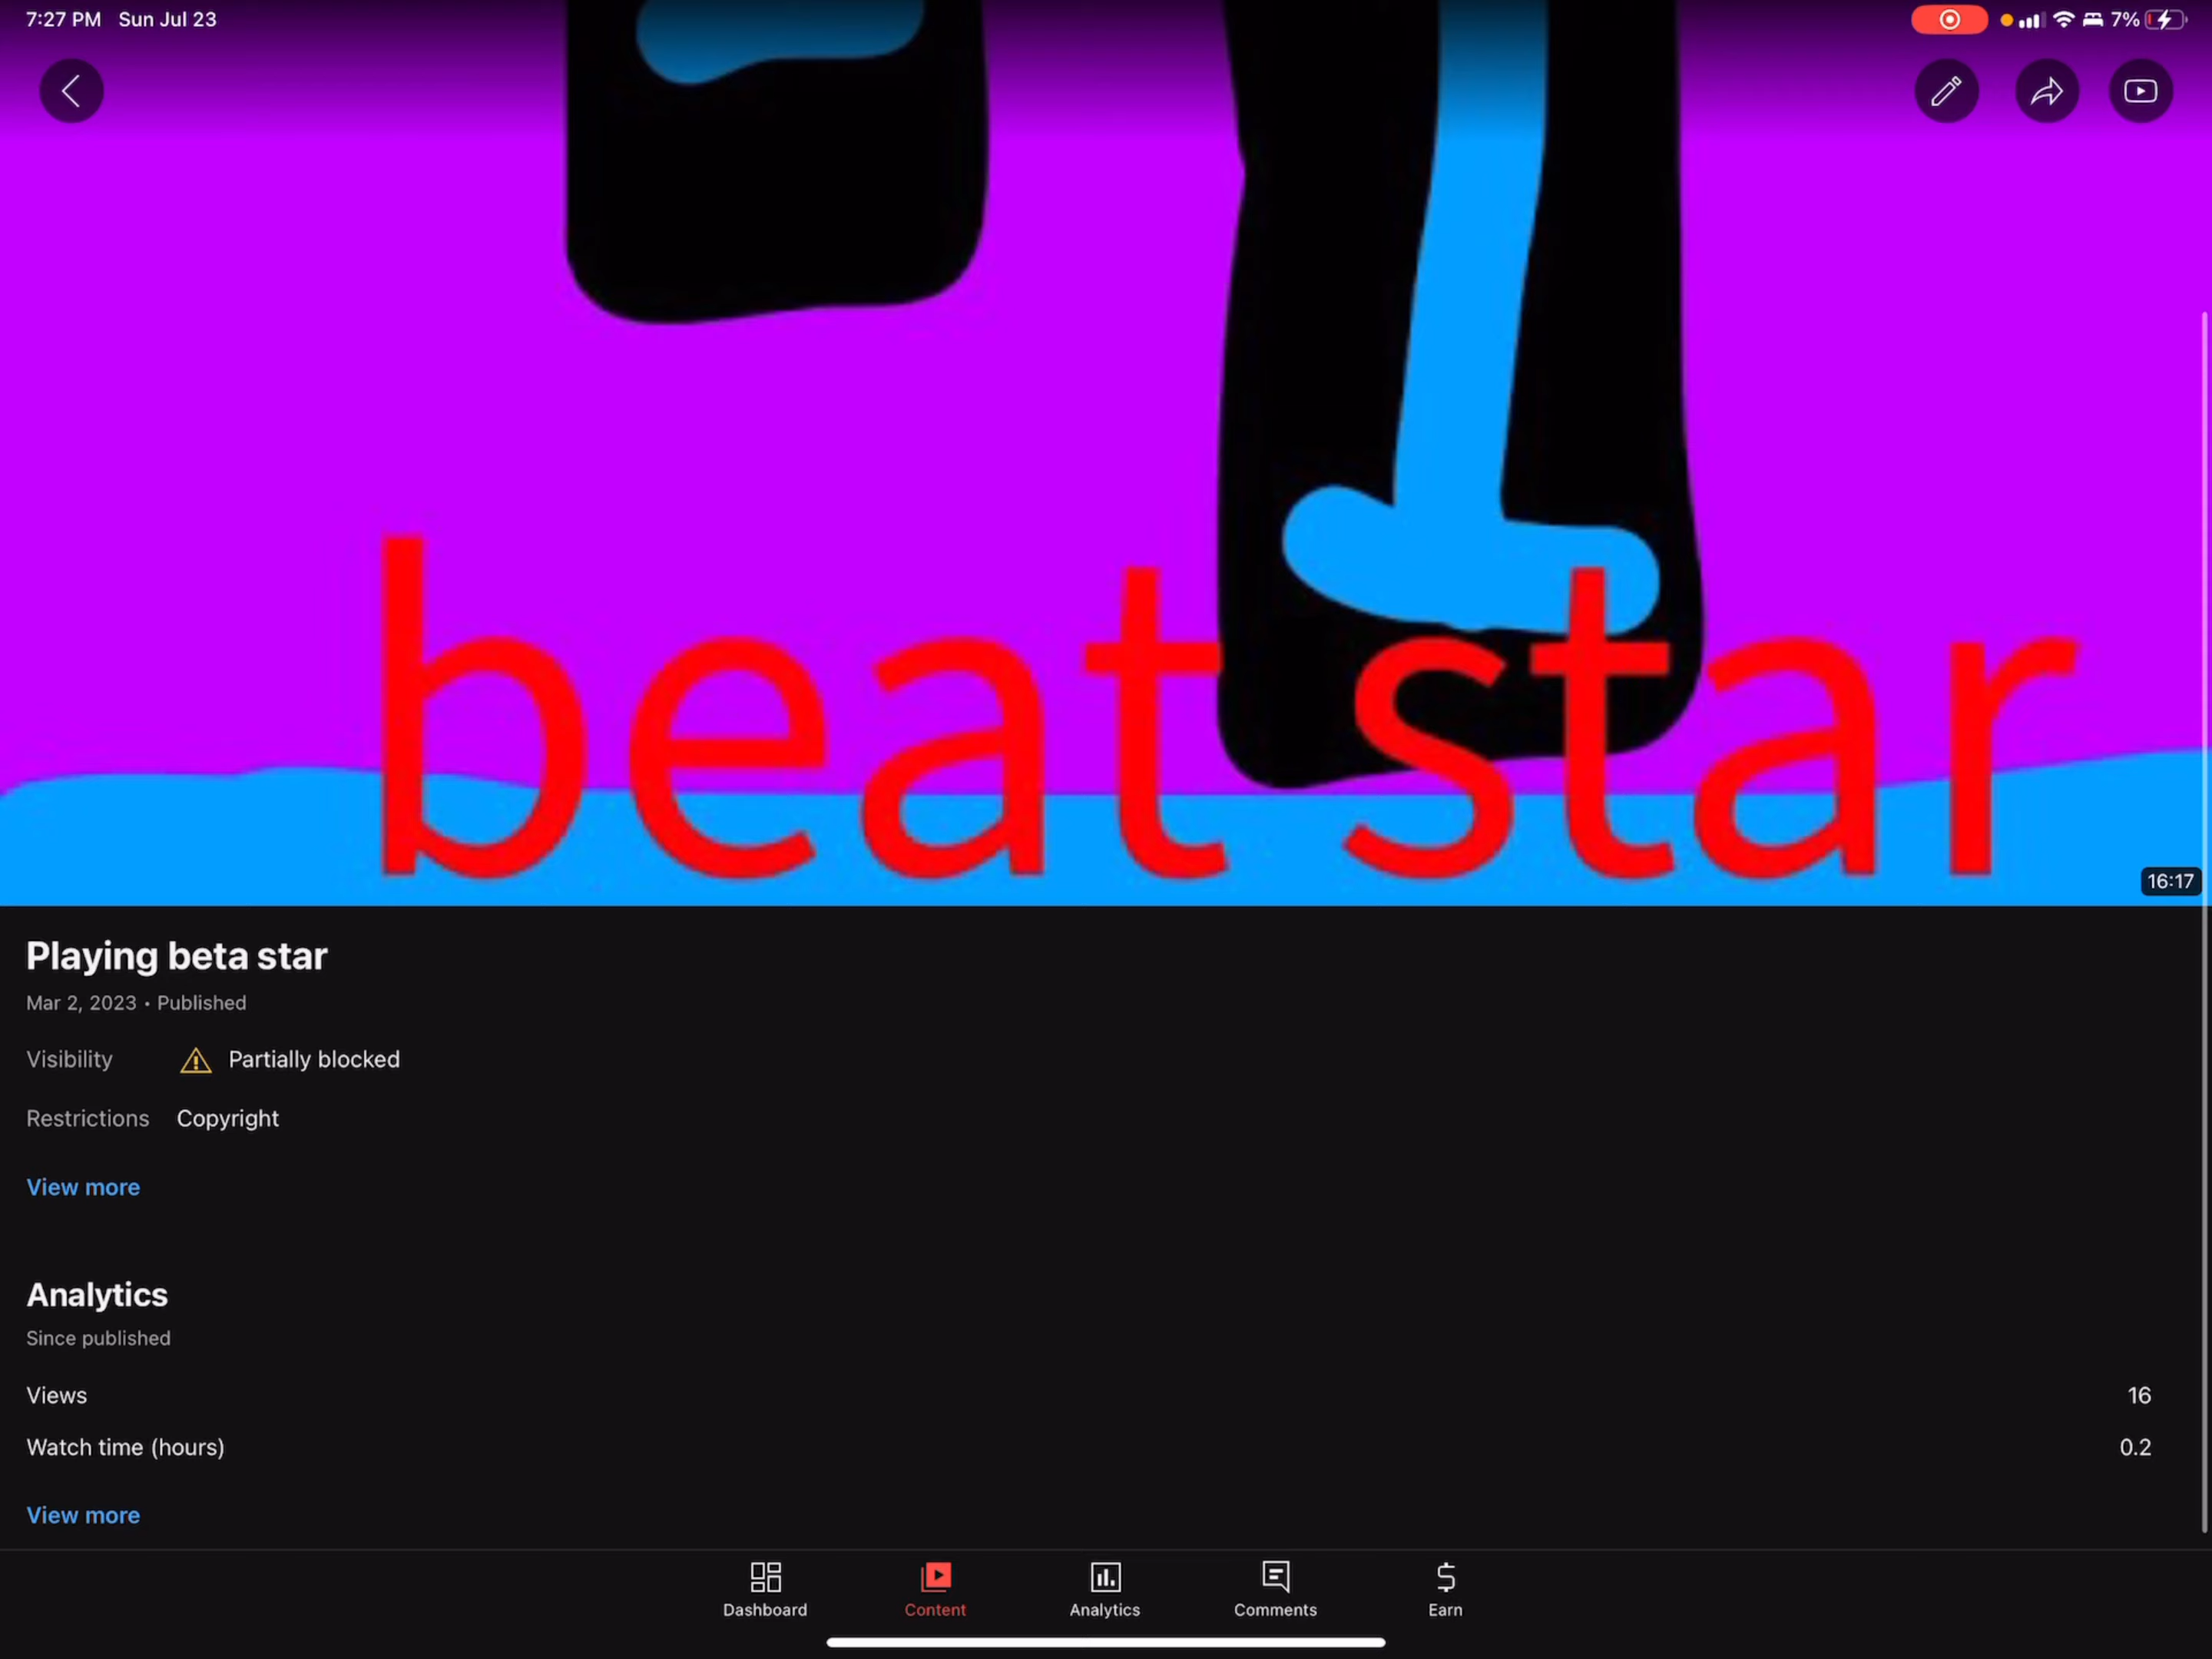 7:27 PM Sun Jul 23
7%
beat star
16:17
Playing beta star
Mar 2, 2023 • Published
Visibility Partially blocked
Restrictions Copyright
View more
Analytics
Since published
Views 16
Watch time (hours) 0.2
View more
Dashboard Content Analytics Comments Earn